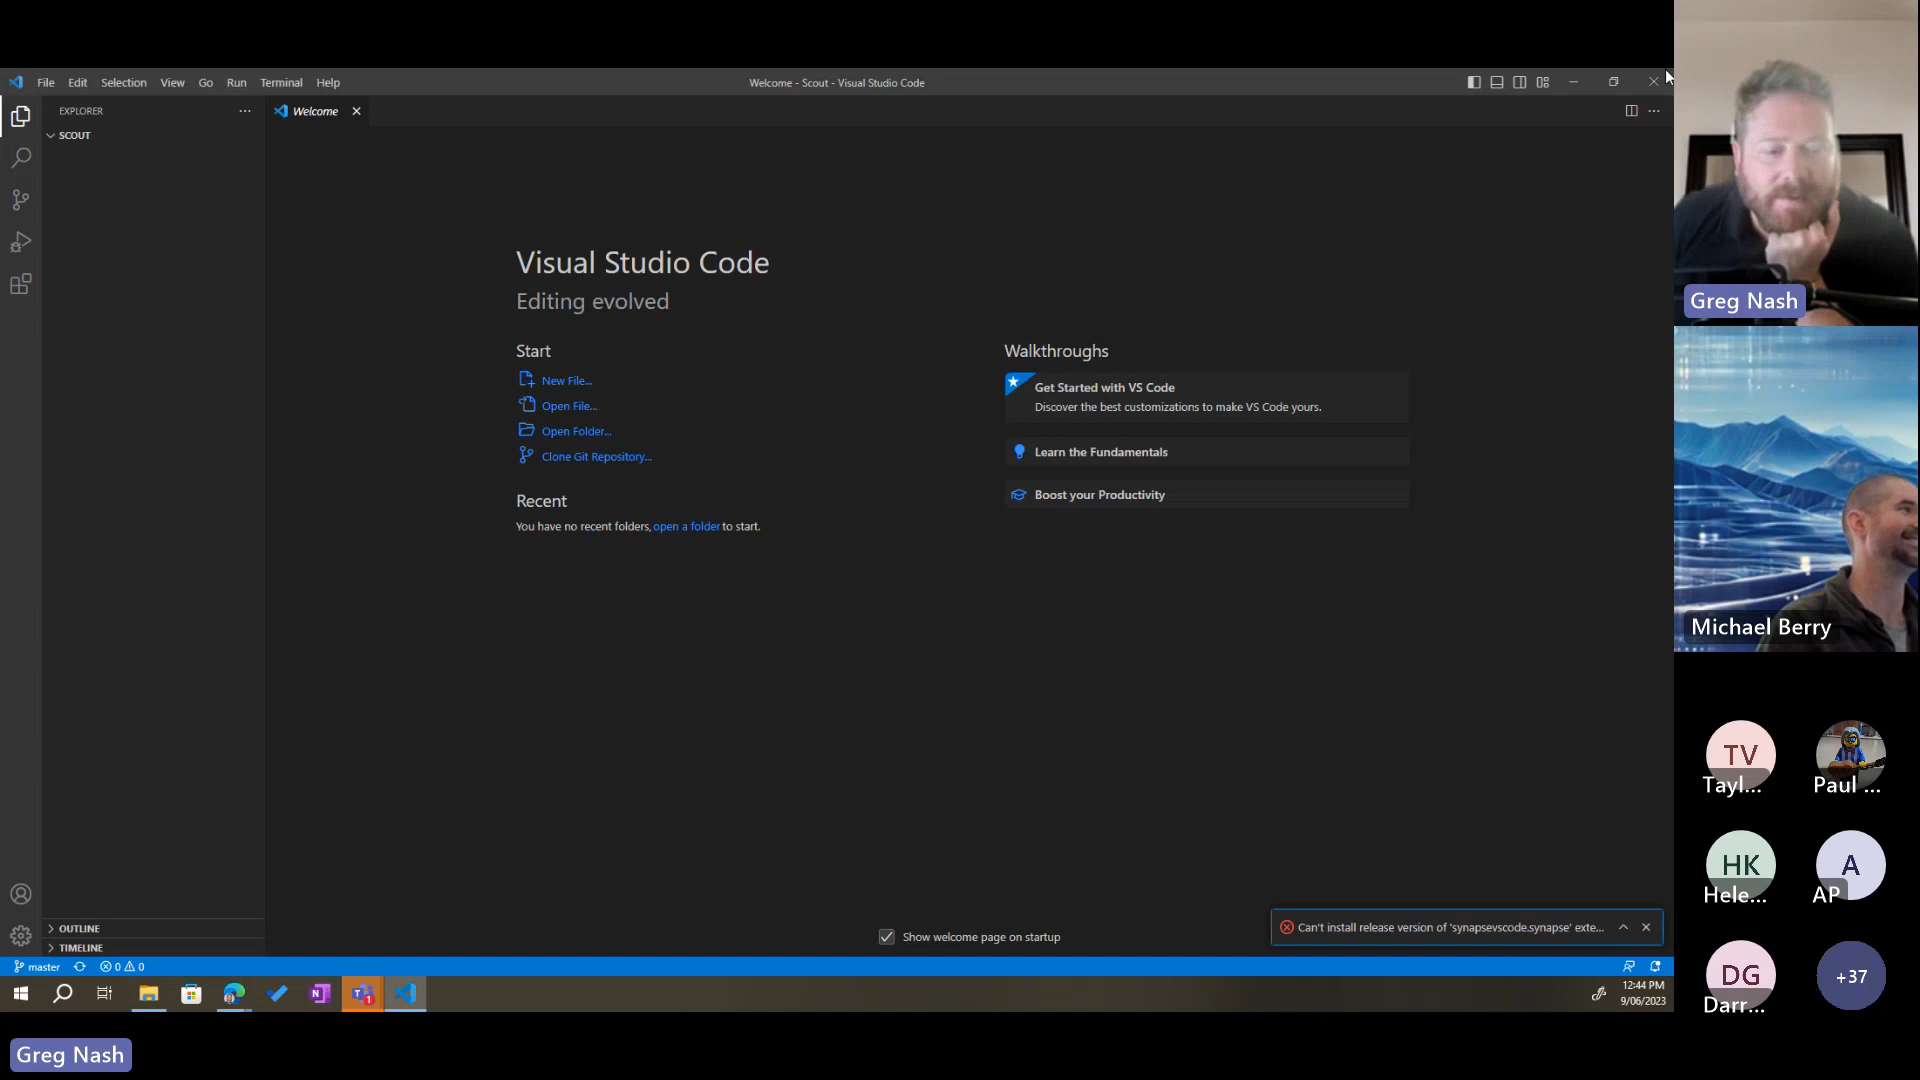 File Edit Selection View Go Run Terminal Help
Welcome - Scout - Visual Studio Code
EXPLORER
Welcome
SCOUT
Visual Studio Code
Editing evolved
Start
New File...
Open File...
Open Folder...
Clone Git Repository...
Recent
You have no recent folders, open a folder to start.
Walkthroughs
Get Started with VS Code
Discover the best customizations to make VS Code yours.
Learn the Fundamentals
Boost your Productivity
OUTLINE
TIMELINE
Show welcome page on startup
Can't install release version of 'synapsevscode.synapse' exte...
master
0 0
N
T
1
12:44 PM
9/06/2023
Greg Nash
Greg Nash
Michael Berry
TV
Tayl...
Paul ...
HK
Hele...
A
AP
DG
Darr...
+37